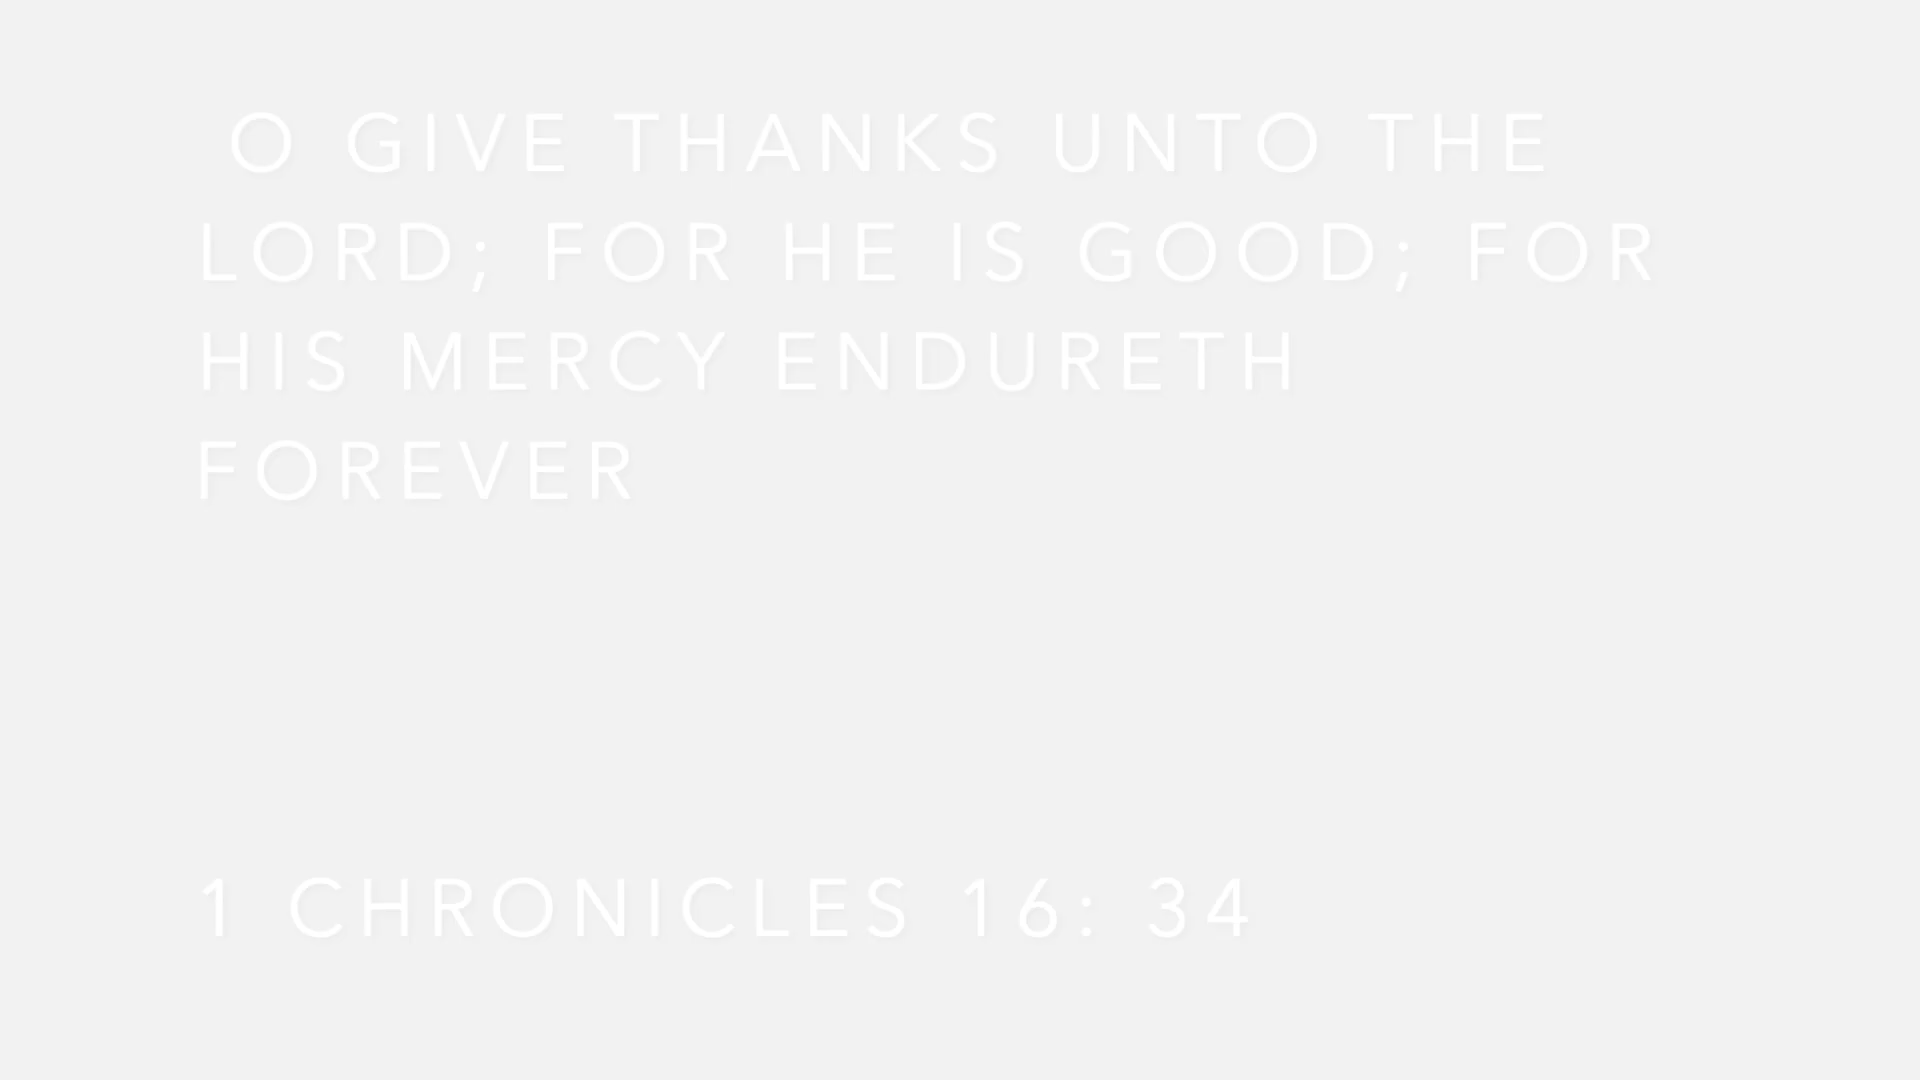 O GIVE THANKS UNTO THE
LORD; FOR HE IS GOOD; FOR
HIS MERCY ENDURETH
FOREVER
1 CHRONICLES 16: 34